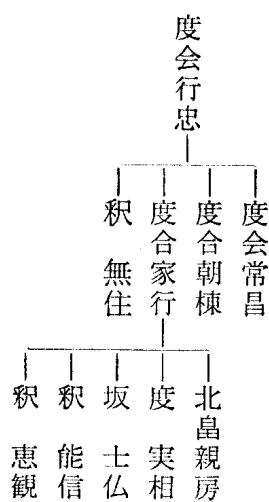 度会行忠
度会常昌
度合朝棟
度合家行
釈　無住
北畠親房
度　実相
坂　士仏
釈　能信
釈　恵観